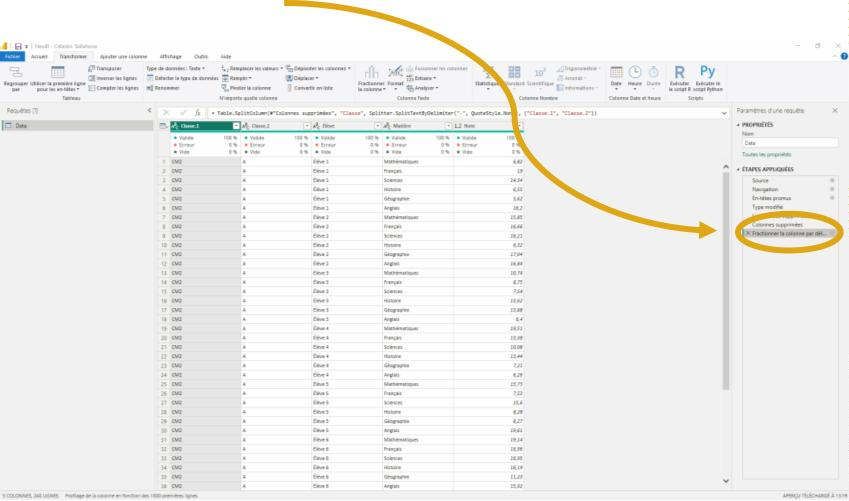 Fichier Accueil Transformer Ajouter une colonne Affichage Outils Aide
Regrouper par
Utiliser la première ligne pour les en-têtes
Transposer
Inverser les lignes
Compter les lignes
Tableau
Type de données : Texte
Détecter le type de données
Renommer
Remplacer les valeurs
Remplir
Pivoter la colonne
Dépivoter les colonnes
Déplacer
Convertir en liste
N'importe quelle colonne
Fractionner la colonne
Format
Fusionner les colonnes
Extraire
Analyser
Colonne Texte
Statistiques Standard Scientifique
10²
Trigonométrie
Arrondi
Informations
Colonne Nombre
Date Heure Durée
Colonne Date et heure
R
Exécuter le script R
Py
Exécuter le script Python
Scripts
Requêtes [1]
Data
= Table.SplitColumn(#"Colonnes supprimées", "Classe", Splitter.SplitTextByDelimiter("-", QuoteStyle. {"Classe.1", "Classe.2"})
Classe.1 Classe.2 Élève Matière 1.2 Note
Valide 100 % Valide 100 % Valide 100 % Valide 100 % Valide
Erreur 0 % Erreur 0 % Erreur 0 % Erreur 0 % Erreur
Vide 0 % Vide 0 % Vide 0 % Vide 0 % Vide 0 %
1 CM2 A Élève 1 Mathématiques 6,82
2 CM2 A Élève 1 Français 19
3 CM2 A Élève 1 Sciences 14,54
4 CM2 A Élève 1 Histoire 6,55
5 CM2 A Élève 1 Géographie 5,62
6 CM2 A Élève 1 Anglais 16,2
7 CM2 A Élève 2 Mathématiques 15,85
8 CM2 A Élève 2 Français 16,66
9 CM2 A Élève 2 Sciences 16,21
10 CM2 A Élève 2 Histoire 8,52
11 CM2 A Élève 2 Géographie 17,04
12 CM2 A Élève 2 Anglais 16,84
13 CM2 A Élève 3 Mathématiques 10,74
14 CM2 A Élève 3 Français 8,75
15 CM2 A Élève 3 Sciences 7,54
16 CM2 A Élève 3 Histoire 15,62
17 CM2 A Élève 3 Géographie 15,88
18 CM2 A Élève 3 Anglais 6,4
19 CM2 A Élève 4 Mathématiques 19,51
20 CM2 A Élève 4 Français 13,38
21 CM2 A Élève 4 Sciences 10,08
22 CM2 A Élève 4 Histoire 13,44
23 CM2 A Élève 4 Géographie 7,21
24 CM2 A Élève 4 Anglais 6,29
25 CM2 A Élève 5 Mathématiques 15,75
26 CM2 A Élève 5 Français 7,53
27 CM2 A Élève 5 Sciences 15,6
28 CM2 A Élève 5 Histoire 8,28
29 CM2 A Élève 5 Géographie 8,27
30 CM2 A Élève 5 Anglais 19,61
31 CM2 A Élève 6 Mathématiques 19,14
32 CM2 A Élève 6 Français 18,98
33 CM2 A Élève 6 Sciences 16,95
34 CM2 A Élève 6 Histoire 16,19
35 CM2 A Élève 6 Géographie 11,23
36 CM2 A Élève 6 Anglais 15,92
Paramètres d'une requête
PROPRIÉTÉS
Nom
Data
Toutes les propriétés
ÉTAPES APPLIQUÉES
Source
Navigation
En-têtes promus
Type modifié
Colonnes supprimées
Fractionner la colonne par dél...
5 COLONNES, 240 LIGNES Profilage de la colonne en fonction des 1000 premières lignes
APERÇU TÉLÉCHARGÉ À 13:19